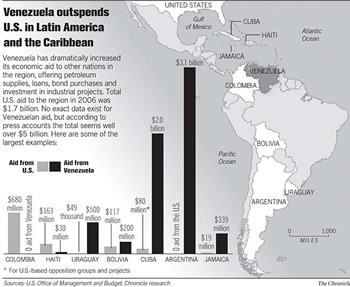 Venezuela outspends
U.S. in Latin America
and the Caribbean
Venezuela has dramatically increased
its economic aid to other nations in
the region, offering petroleum
supplies, loans, bond purchases and
investment in industrial projects. Total
U.S. aid to the region in 2006 was
$1.7 billion. No exact data exist for
Venezuelan aid, but according to
press accounts the total seems well
over $5 billion. Here are some of the
largest examples:
Aid from
U.S.
Aid from
Venezuela
$680
million
0 aid from Venezuela
COLOMBIA
$163
million
$30
million
HAITI
$49
thousand
$500
million
URUGUAY
$117
million
$200
million
BOLIVIA
$80
million*
$2.0
billion
CUBA
0 aid from the U.S.
$3.1 billion
ARGENTINA
$19
million
$339
million
JAMAICA
UNITED STATES
Gulf
of Mexico
CUBA
HAITI
Atlantic
Ocean
JAMAICA
VENEZUELA
COLOMBIA
Pacific
Ocean
BOLIVIA
URUGUAY
ARGENTINA
0 1,000
MILES
* For U.S.-based opposition groups and projects
Sources: U.S. Office of Management and Budget; Chronicle research
The Chronicle